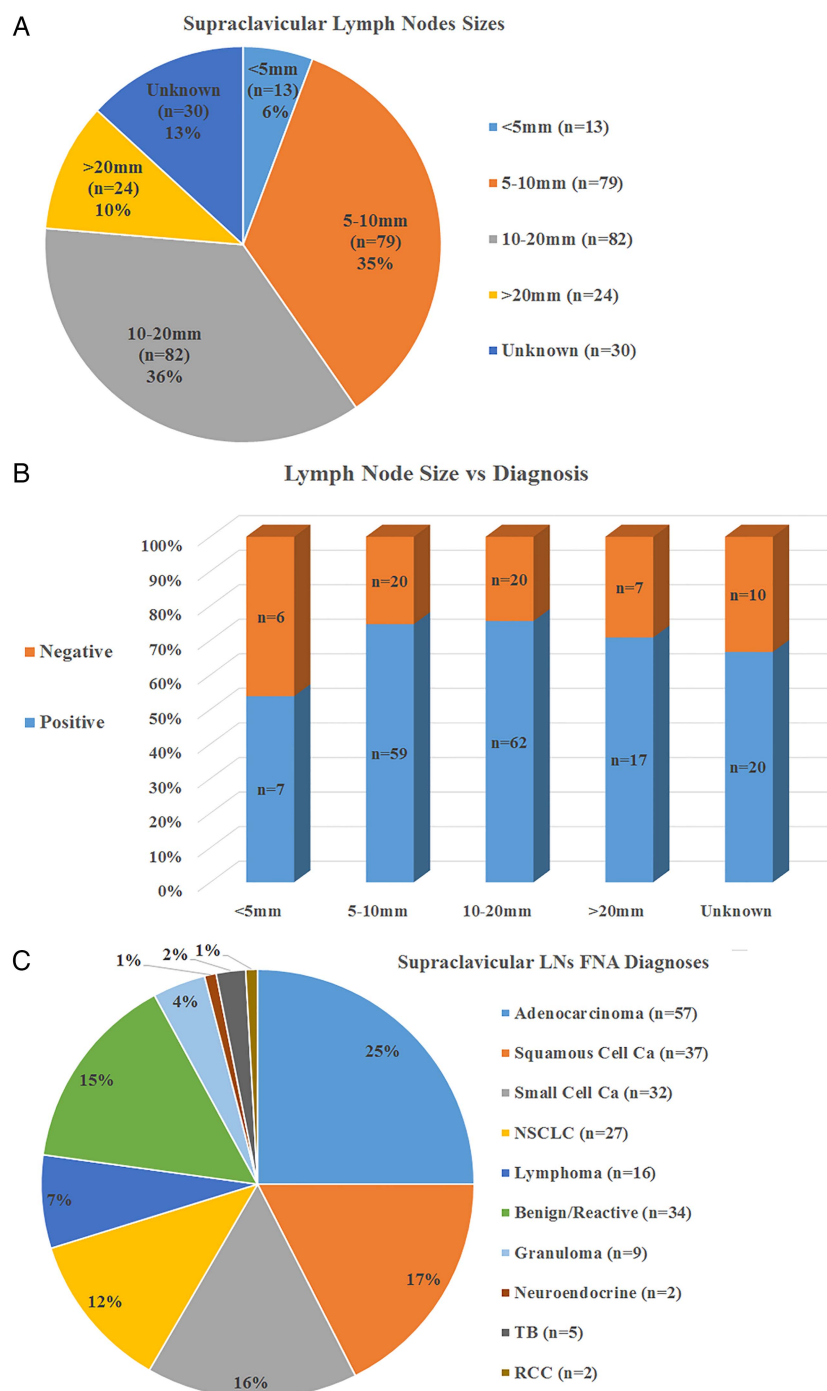 A
Supraclavicular Lymph Nodes Sizes
<5mm
(n=13)
6%
Unknown
(n=30)
13%
>20mm
(n=24)
10%
5-10mm
(n=79)
35%
10-20mm
(n=82)
36%
<5mm (n=13)
5-10mm (n=79)
10-20mm (n=82)
>20mm (n=24)
Unknown (n=30)
B
Lymph Node Size vs Diagnosis
Negative
Positive
100%
90%
80%
70%
60%
50%
40%
30%
20%
10%
0%
n=6
n=20
n=20
n=7
n=10
n=7
n=59
n=62
n=17
n=20
<5mm
5-10mm
10-20mm
>20mm
Unknown
C
Supraclavicular LNs FNA Diagnoses
1%
2%
1%
4%
25%
15%
7%
17%
12%
16%
Adenocarcinoma (n=57)
Squamous Cell Ca (n=37)
Small Cell Ca (n=32)
NSCLC (n=27)
Lymphoma (n=16)
Benign/Reactive (n=34)
Granuloma (n=9)
Neuroendocrine (n=2)
TB (n=5)
RCC (n=2)